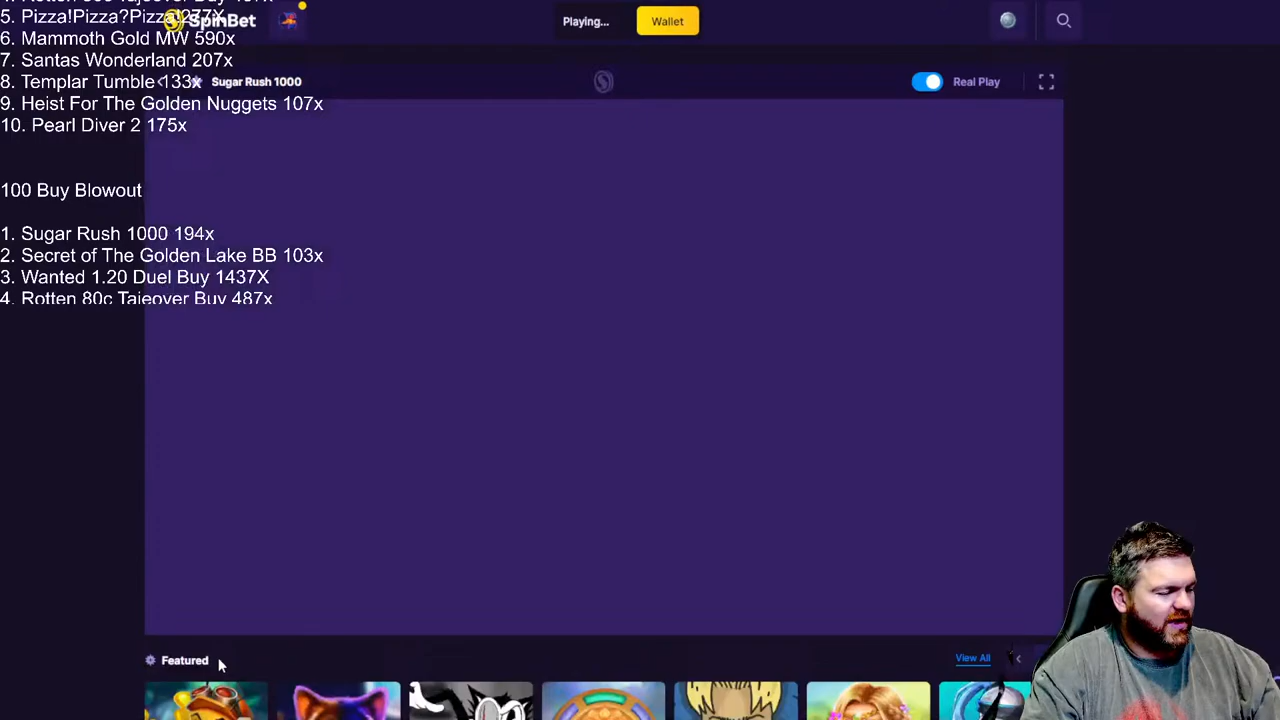 5. Pizza!Pizza?Pizza!277X
SpinBet
Playing...
Wallet
6. Mammoth Gold MW 590x
7. Santas Wonderland 207x
8. Templar Tumble 133x
Sugar Rush 1000
Real Play
9. Heist For The Golden Nuggets 107x
10. Pearl Diver 2 175x
100 Buy Blowout
1. Sugar Rush 1000 194x
2. Secret of The Golden Lake BB 103x
3. Wanted 1.20 Duel Buy 1437X
4. Rotten 80c Taieover Buy 487x
Featured
View All